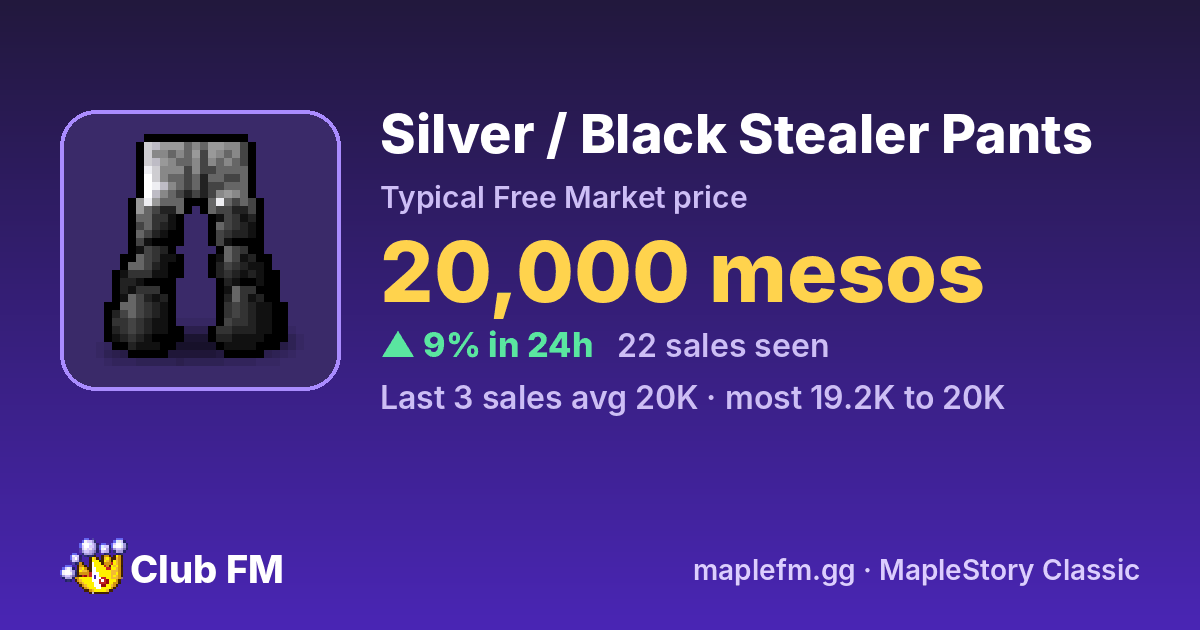 Silver / Black Stealer Pants
Typical Free Market price
20,000 mesos
▲ 9% in 24h 22 sales seen
Last 3 sales avg 20K · most 19.2K to 20K
Club FM
maplefm.gg · MapleStory Classic